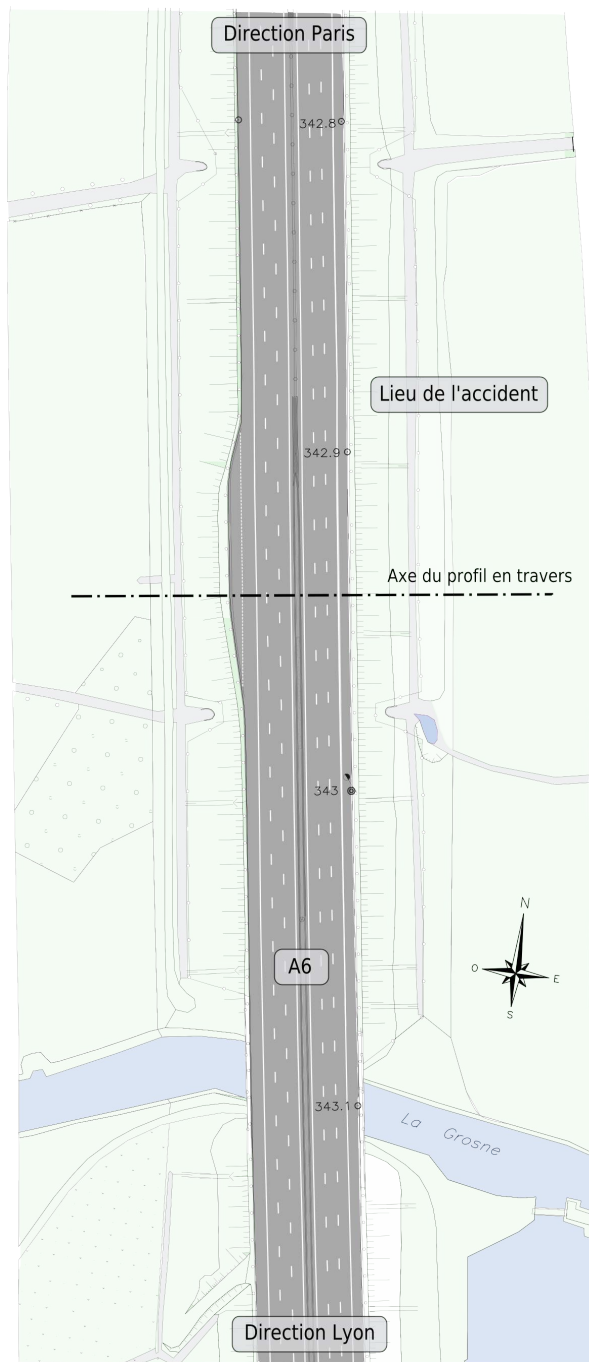 Direction Paris
342.8
Lieu de l'accident
342.9
Axe du profil en travers
343
N
A6
O
E
S
343.1
La Grosne
Direction Lyon